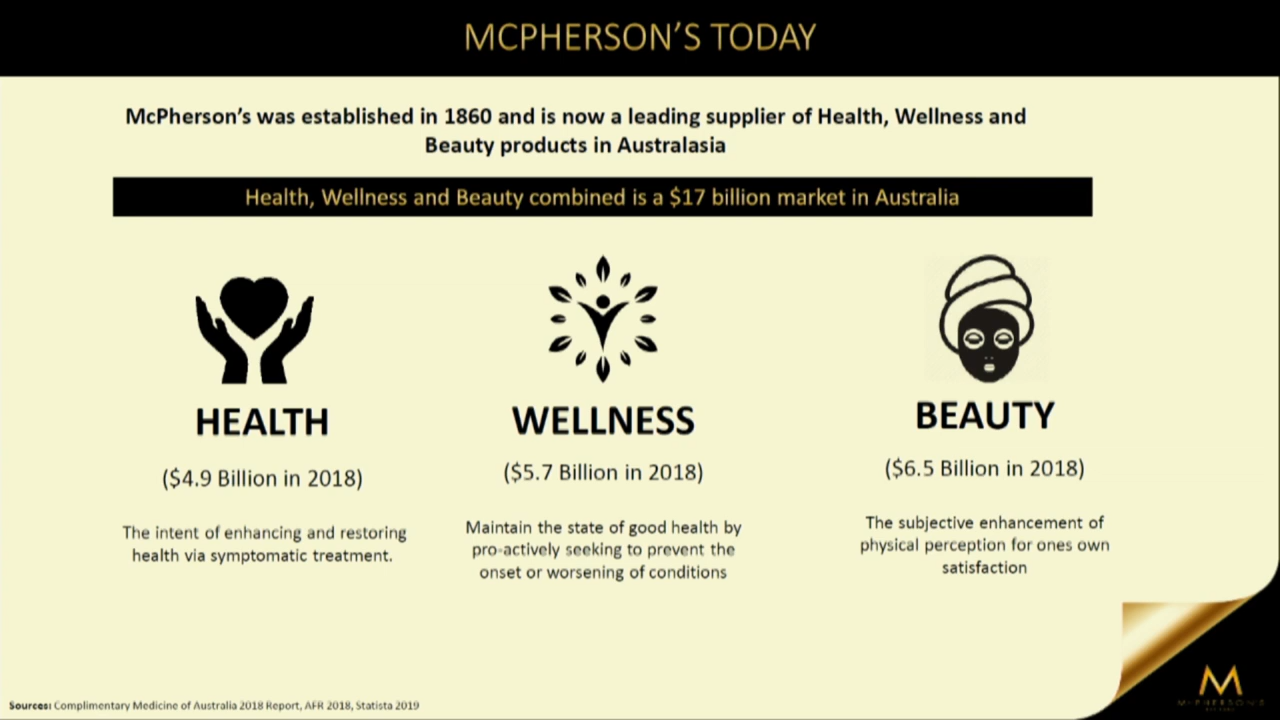 MCPHERSON'S TODAY
McPherson's was established in 1860 and is now a leading supplier of Health, Wellness and
Beauty products in Australasia
Health, Wellness and Beauty combined is a $17 billion market in Australia
HEALTH
($4.9 Billion in 2018)
The intent of enhancing and restoring
health via symptomatic treatment.
WELLNESS
($5.7 Billion in 2018)
Maintain the state of good health by
pro-actively seeking to prevent the
onset or worsening of conditions
BEAUTY
($6.5 Billion in 2018)
The subjective enhancement of
physical perception for ones own
satisfaction
Sources: Complimentary Medicine of Australia 2018 Report, AFR 2018, Statista 2019
M
MCPHERSON'S